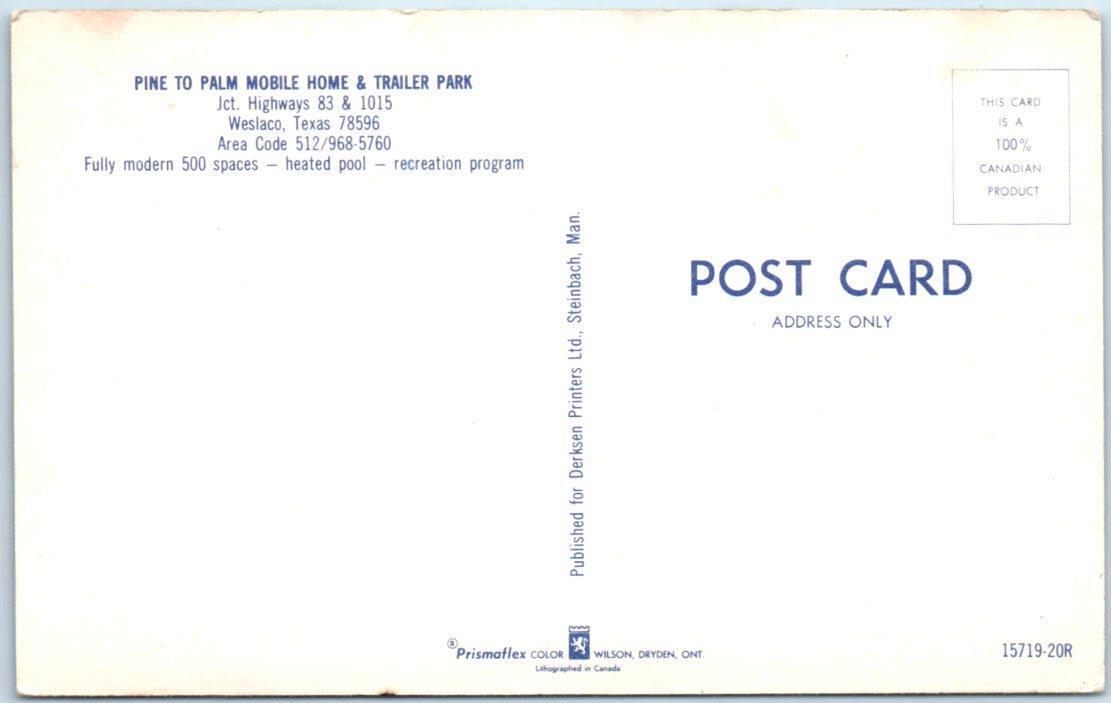 PINE TO PALM MOBILE HOME & TRAILER PARK
Jct. Highways 83 & 1015
Weslaco, Texas 78596
Area Code 512/968-5760
Fully modern 500 spaces — heated pool — recreation program
Published for Derksen Printers Ltd., Steinbach, Man.
THIS CARD
IS A
100%
CANADIAN
PRODUCT
POST CARD
ADDRESS ONLY
® Prismaflex COLOR WILSON, DRYDEN, ONT.
Lithographed in Canada
15719-20R